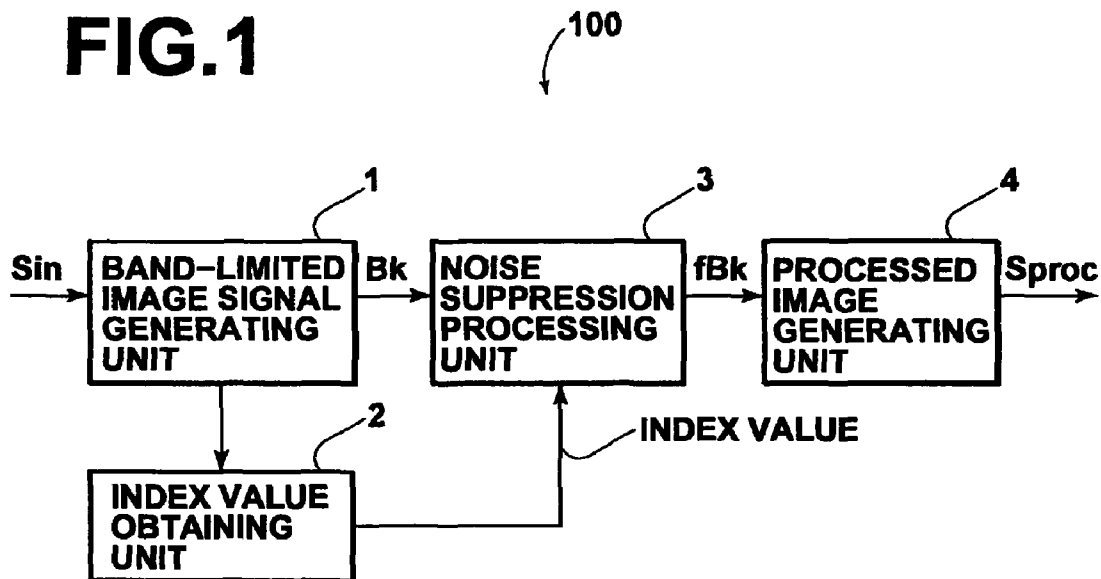 FIG.1
100
1
3
4
Sin
BAND-LIMITED
IMAGE SIGNAL
GENERATING
UNIT
Bk
NOISE
SUPPRESSION
PROCESSING
UNIT
fBk
PROCESSED
IMAGE
GENERATING
UNIT
Sproc
2
INDEX VALUE
INDEX VALUE
OBTAINING
UNIT